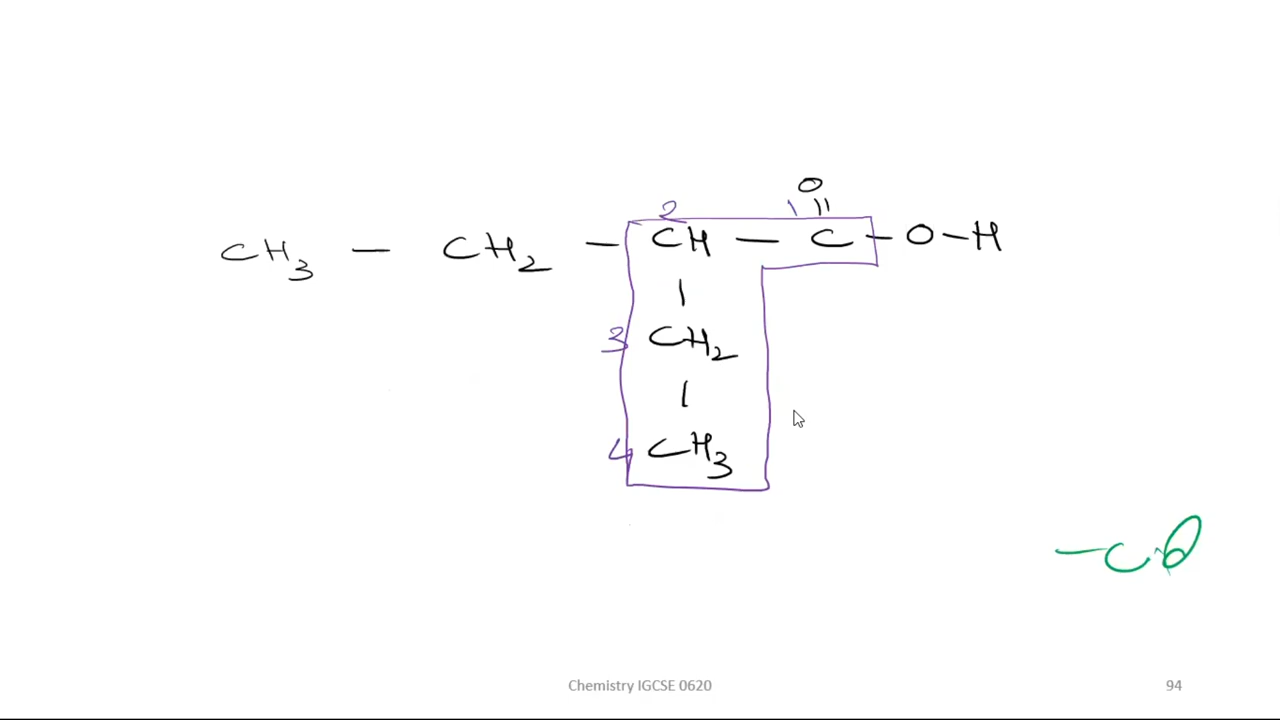 O
2 1 ||
CH3 — CH2 — CH — C — O — H
|
3 CH2
|
4 CH3
Chemistry IGCSE 0620 94